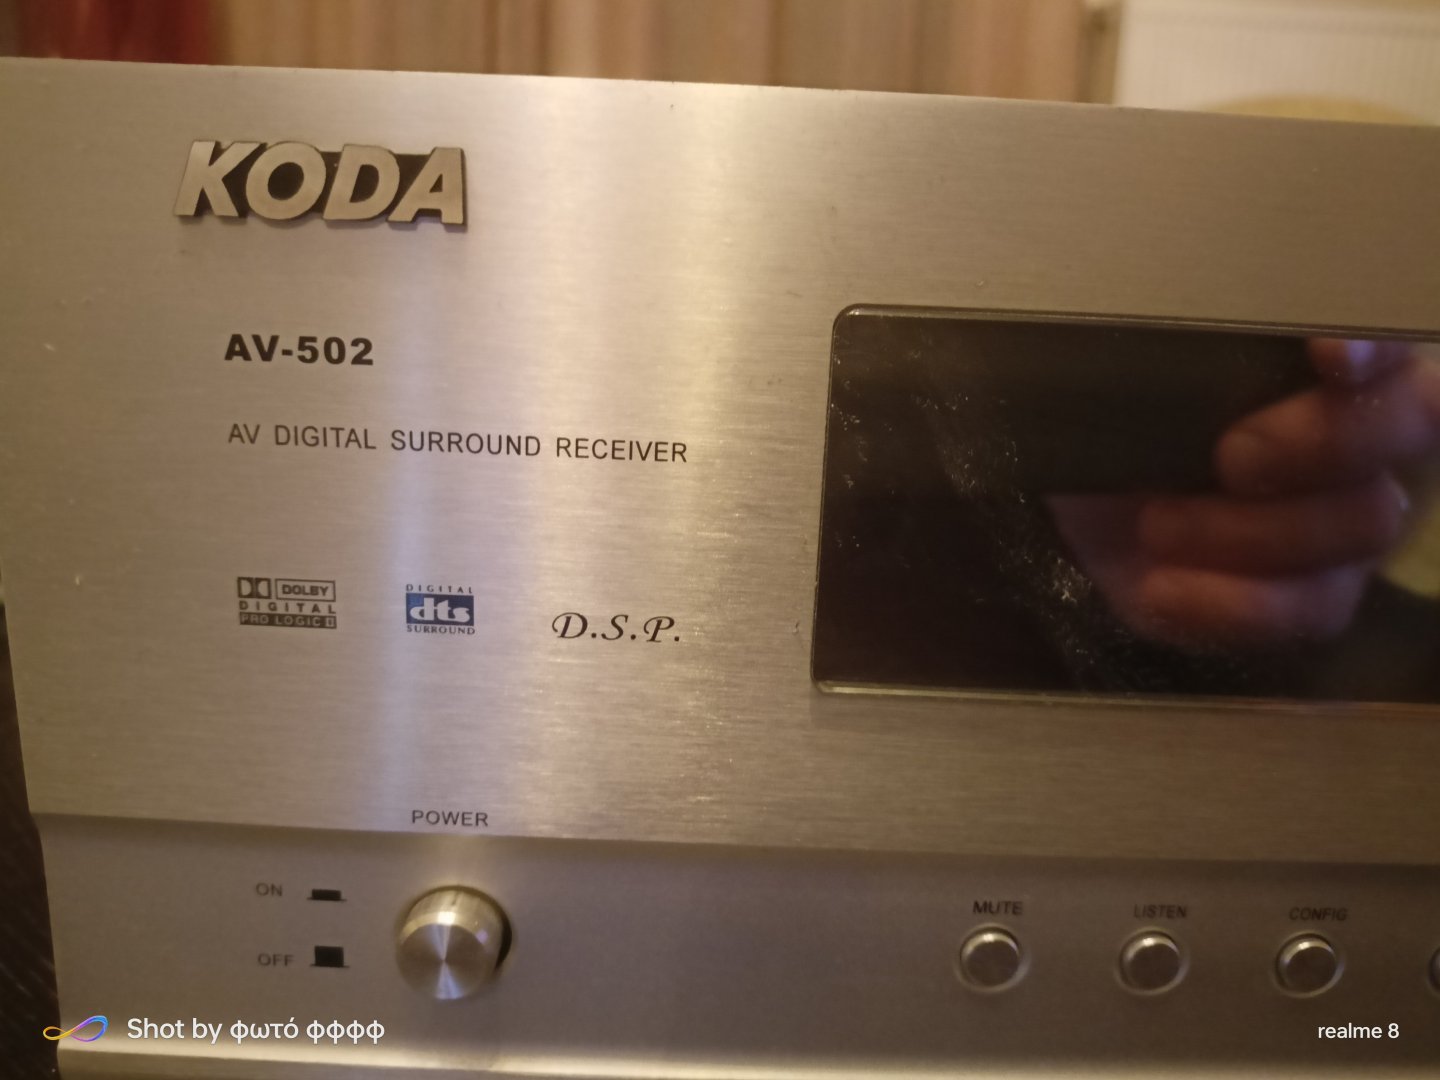 KODA
AV-502
AV DIGITAL SURROUND RECEIVER
DOLBY
DIGITAL
PRO LOGIC II
DIGITAL
dts
SURROUND
D.S.P.
POWER
ON
OFF
MUTE
LISTEN
CONFIG
Shot by φωτό φφφφ
realme 8